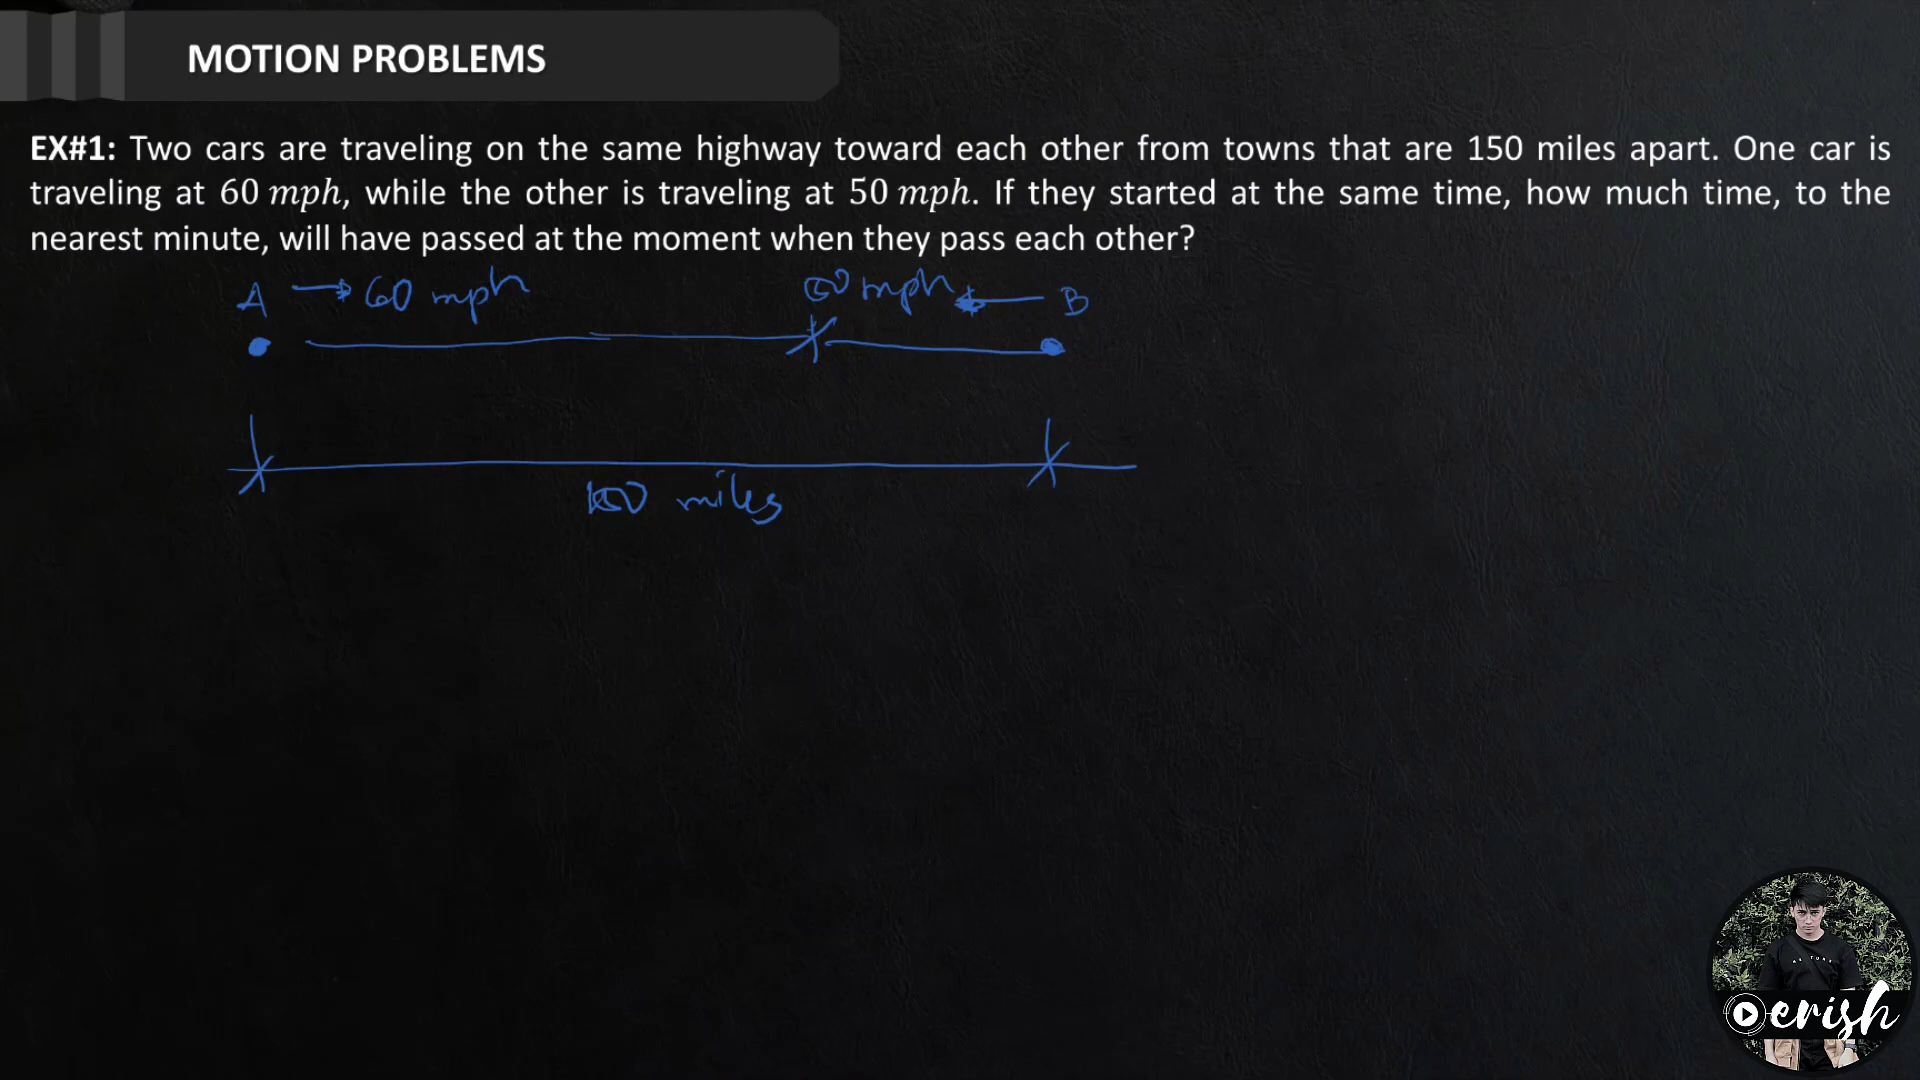 MOTION PROBLEMS
EX#1: Two cars are traveling on the same highway toward each other from towns that are 150 miles apart. One car is
traveling at 60 mph, while the other is traveling at 50 mph. If they started at the same time, how much time, to the
nearest minute, will have passed at the moment when they pass each other?
A → 60 mph 50 mph ← B
150 miles
erish